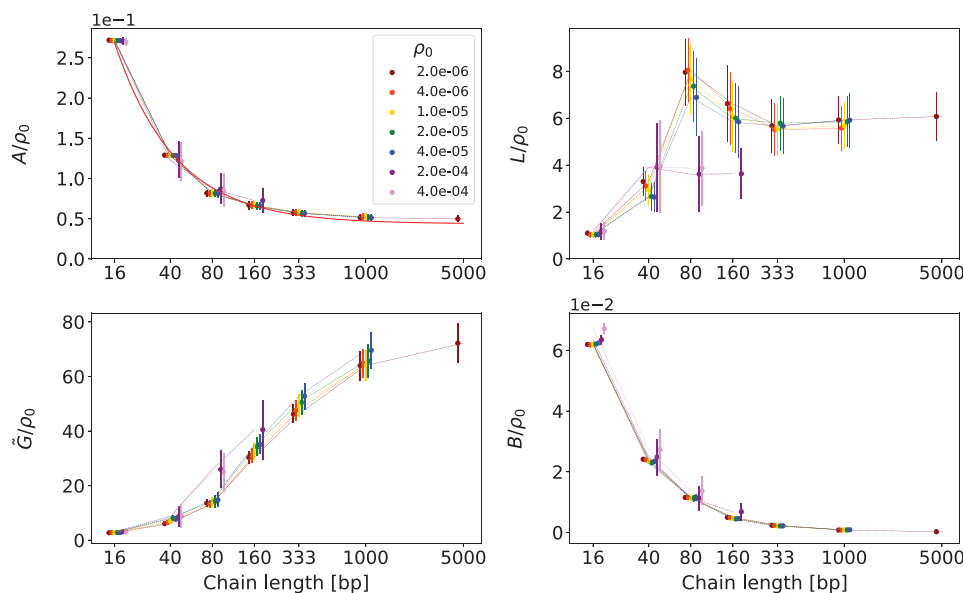 1e−1
A/ρ₀
2.5
2.0
1.5
1.0
0.5
0.0
16 40 80 160 333 1000 5000
ρ₀
2.0e-06
4.0e-06
1.0e-05
2.0e-05
4.0e-05
2.0e-04
4.0e-04
L/ρ₀
8
6
4
2
0
16 40 80 160 333 1000 5000
G̃/ρ₀
80
60
40
20
0
16 40 80 160 333 1000 5000
Chain length [bp]
1e−2
B/ρ₀
6
4
2
0
16 40 80 160 333 1000 5000
Chain length [bp]